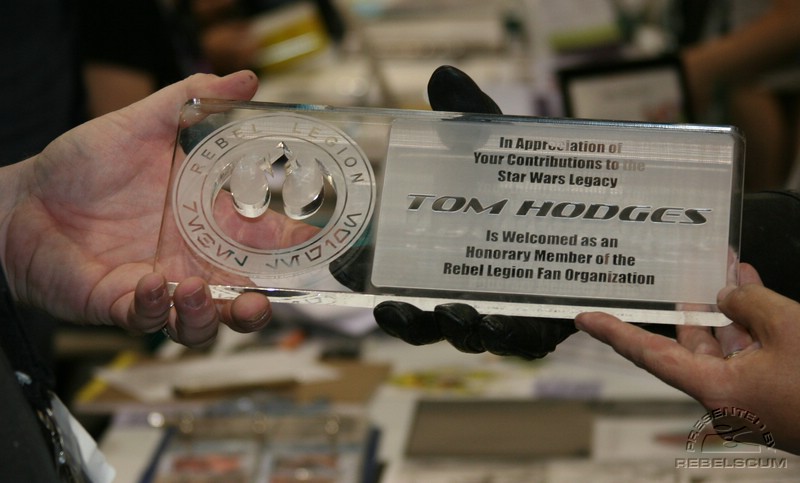 REBEL LEGION
In Appreciation of
Your Contributions to the
Star Wars Legacy
TOM HODGES
Is Welcomed as an
Honorary Member of the
Rebel Legion Fan Organization
PRESENTED BY
REBELSCUM